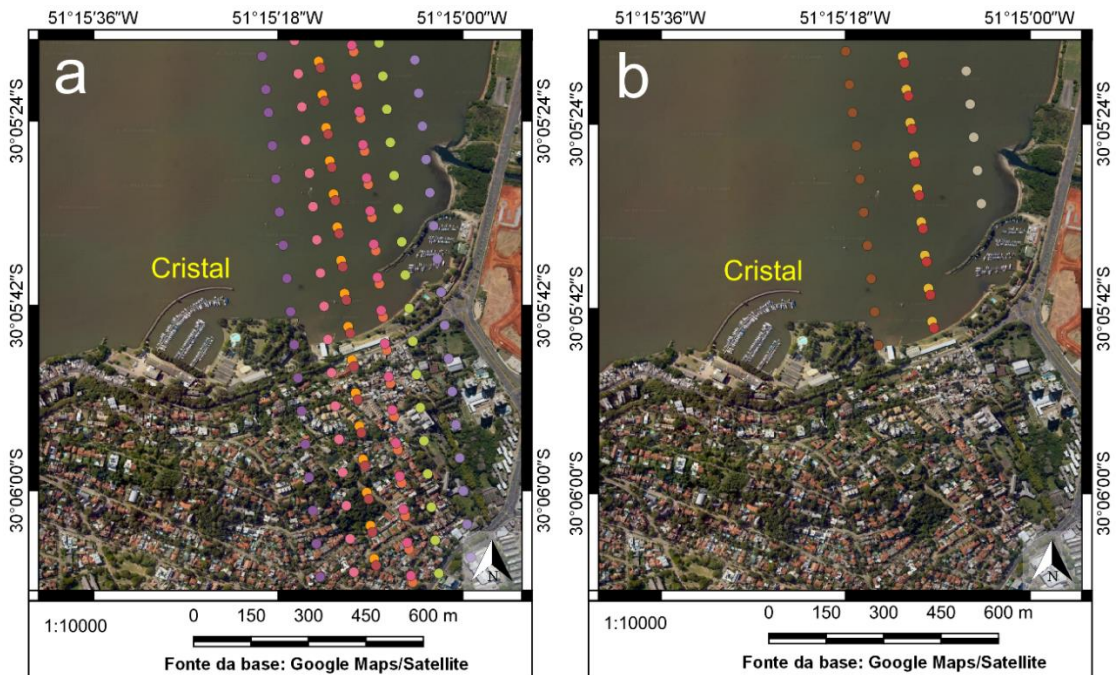 51°15'36"W 51°15'18"W 51°15'00"W
a
30°05'24"S
30°05'24"S
Cristal
30°05'42"S
30°05'42"S
30°06'00"S
30°06'00"S
N
1:10000
0 150 300 450 600 m
Fonte da base: Google Maps/Satellite
51°15'36"W 51°15'18"W 51°15'00"W
b
30°05'24"S
30°05'24"S
Cristal
30°05'42"S
30°05'42"S
30°06'00"S
30°06'00"S
N
1:10000
0 150 300 450 600 m
Fonte da base: Google Maps/Satellite